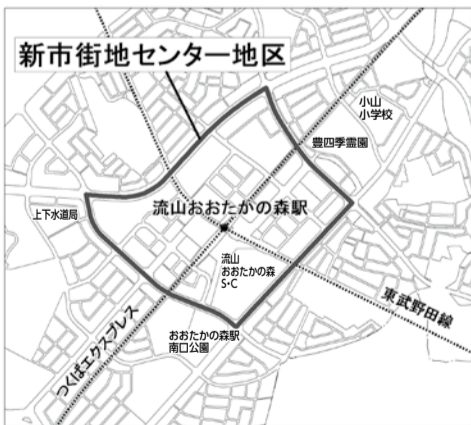 新市街地センター地区
小山
小学校
豊四季霊園
上下水道局
流山おおたかの森駅
流山
おおたかの森
S・C
東武野田線
おおたかの森駅
南口公園
つくばエクスプレス